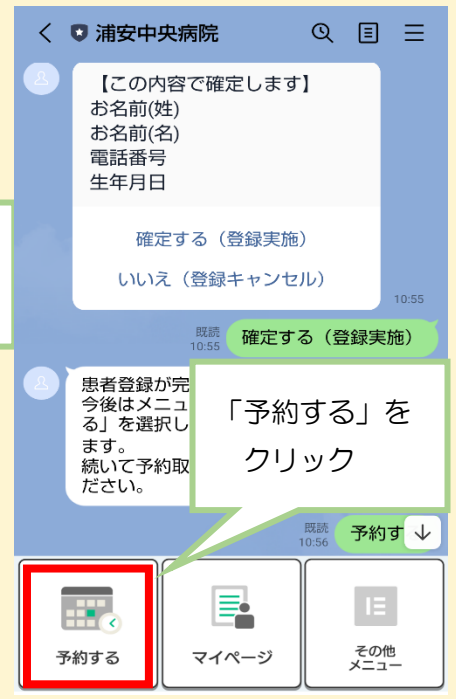 浦安中央病院
【この内容で確定します】
お名前(姓)
お名前(名)
電話番号
生年月日
確定する（登録実施）
いいえ（登録キャンセル）
10:55
既読
10:55
確定する（登録実施）
患者登録が完
今後はメニュ
る」を選択し
ます。
続いて予約取
ださい。
「予約する」を
クリック
既読
10:56
予約す
予約する
マイページ
その他
メニュー